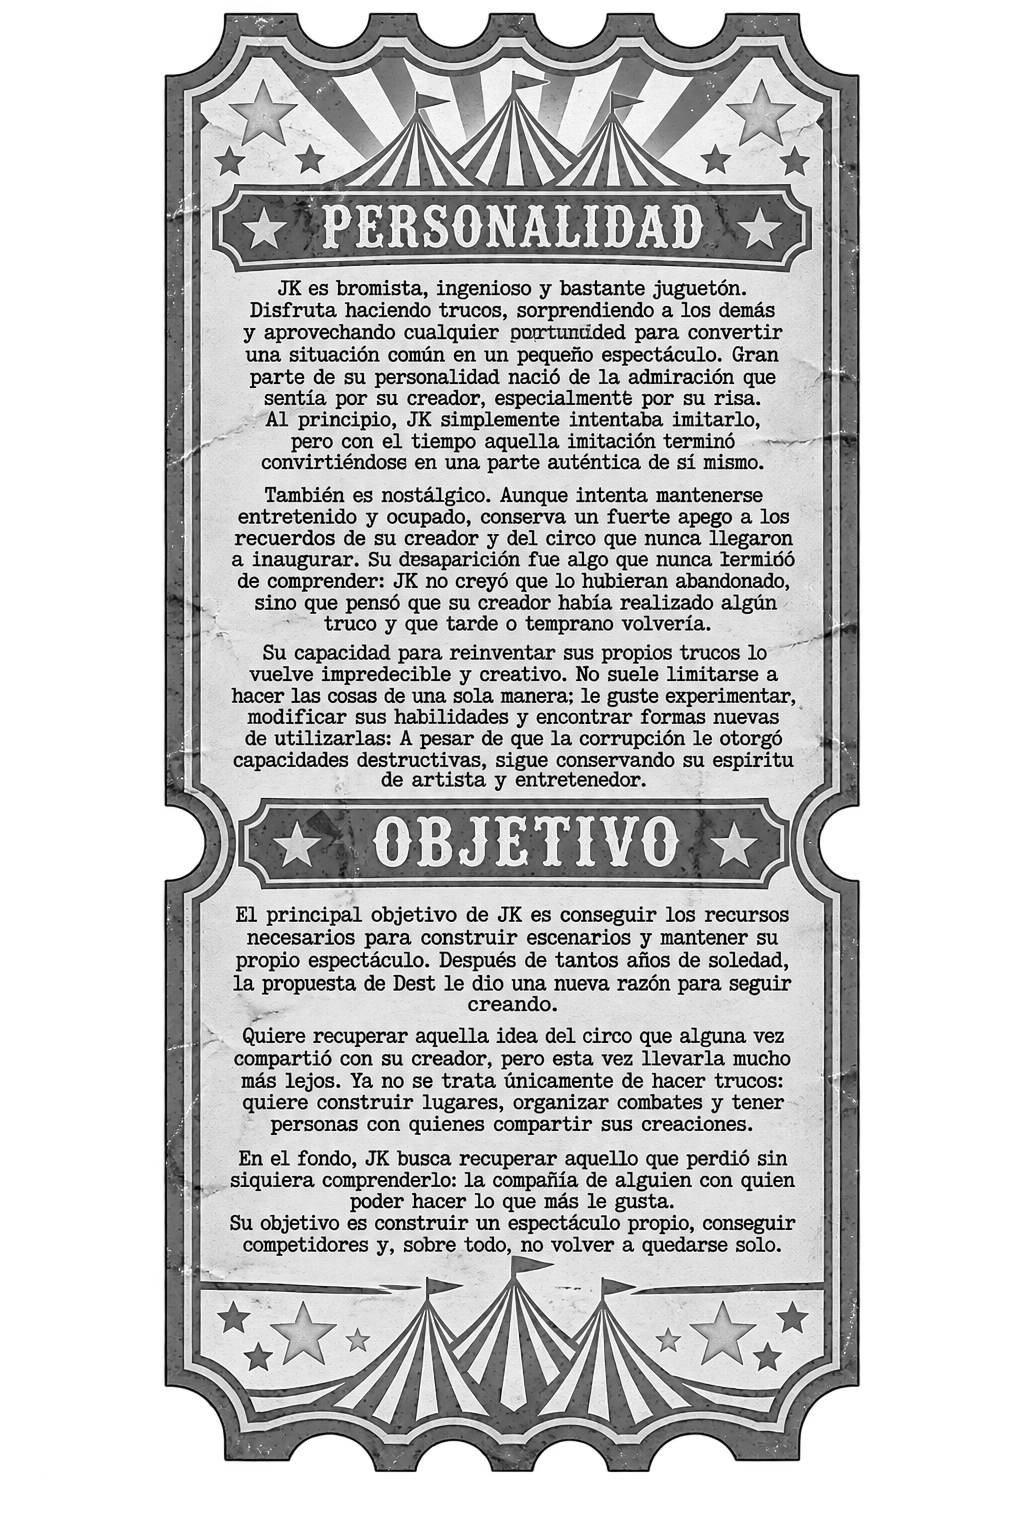 PERSONALIDAD
JK es bromista, ingenioso y bastante juguetón.
Disfruta haciendo trucos, sorprendiendo a los demás
y aprovechando cualquier para convertir
una situación común en un pequeño espectáculo. Gran
parte de su personalidad nació de la admiración que
sentía por su creador, especialmente por su risa.
Al principio, JK simplemente intentaba imitarlo,
pero con el tiempo aquella imitación terminó
convirtiéndose en una parte auténtica de sí mismo.
También es nostálgico. Aunque intenta mantenerse
entretenido y ocupado, conserva un fuerte apego a los
recuerdos de su creador y del circo que nunca llegaron
a inaugurar. Su desaparición fue algo que nunca
de comprender: JK no creyó que lo hubieran abandonado,
sino que pensó que su creador había realizado algún
truco y que tarde o temprano volvería.
Su capacidad para reinventar sus propios trucos lo
vuelve impredecible y creativo. No suele limitarse a
hacer las cosas de una sola manera; le guste experimentar,
modificar sus habilidades y encontrar formas nuevas
de utilizarlas: A pesar de que la corrupción le otorgó
capacidades destructivas, sigue conservando su espiritu
de artista y entretenedor.
OBJETIVO
El principal objetivo de JK es conseguir los recursos
necesarios para construir escenarios y mantener su
propio espectáculo. Después de tantos años de soledad,
la propuesta de Dest le dio una nueva razón para seguir
creando.
Quiere recuperar aquella idea del circo que alguna vez
compartió con su creador, pero esta vez llevarla mucho
más lejos. Ya no se trata únicamente de hacer trucos:
quiere construir lugares, organizar combates y tener
personas con quienes compartir sus creaciones.
En el fondo, JK busca recuperar aquello que perdió sin
siquiera comprenderlo: la compañía de alguien con quien
poder hacer lo que más le gusta.
Su objetivo es construir un espectáculo propio, conseguir
competidores y, sobre todo, no volver a quedarse solo.